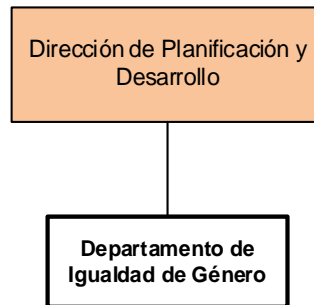 Dirección de Planificación y
Desarrollo
Departamento de
Igualdad de Género